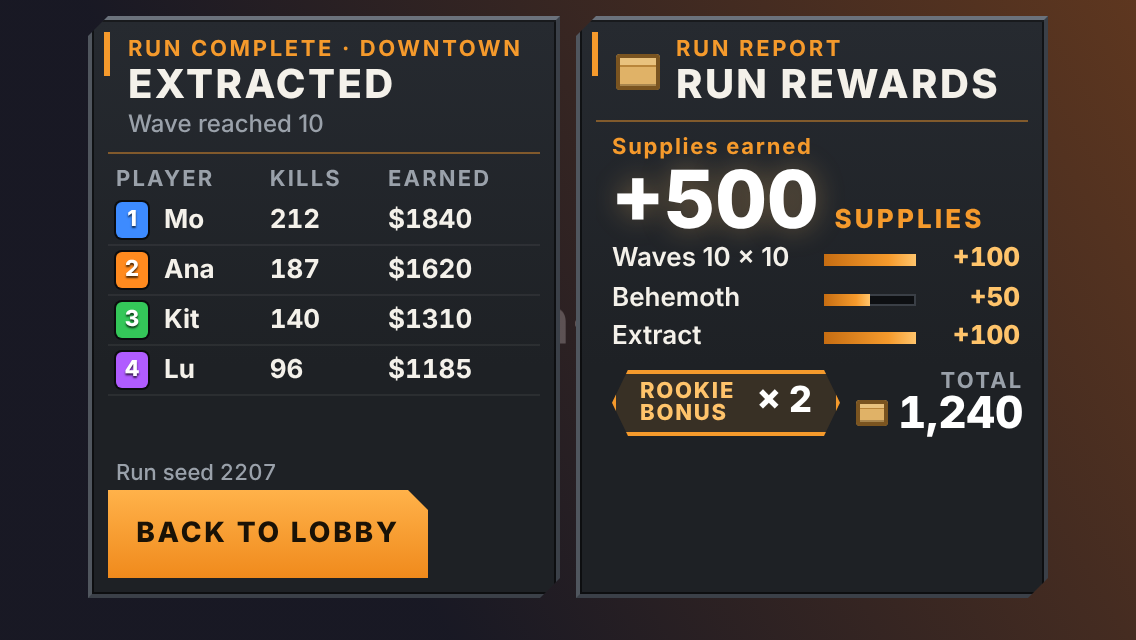 RUN COMPLETE · DOWNTOWN
EXTRACTED
Wave reached 10
PLAYER KILLS EARNED
1 Mo 212 $1840
2 Ana 187 $1620
3 Kit 140 $1310
4 Lu 96 $1185
Run seed 2207
BACK TO LOBBY
RUN REPORT
RUN REWARDS
Supplies earned
+500 SUPPLIES
Waves 10 × 10 +100
Behemoth +50
Extract +100
ROOKIE
BONUS
× 2
TOTAL
1,240